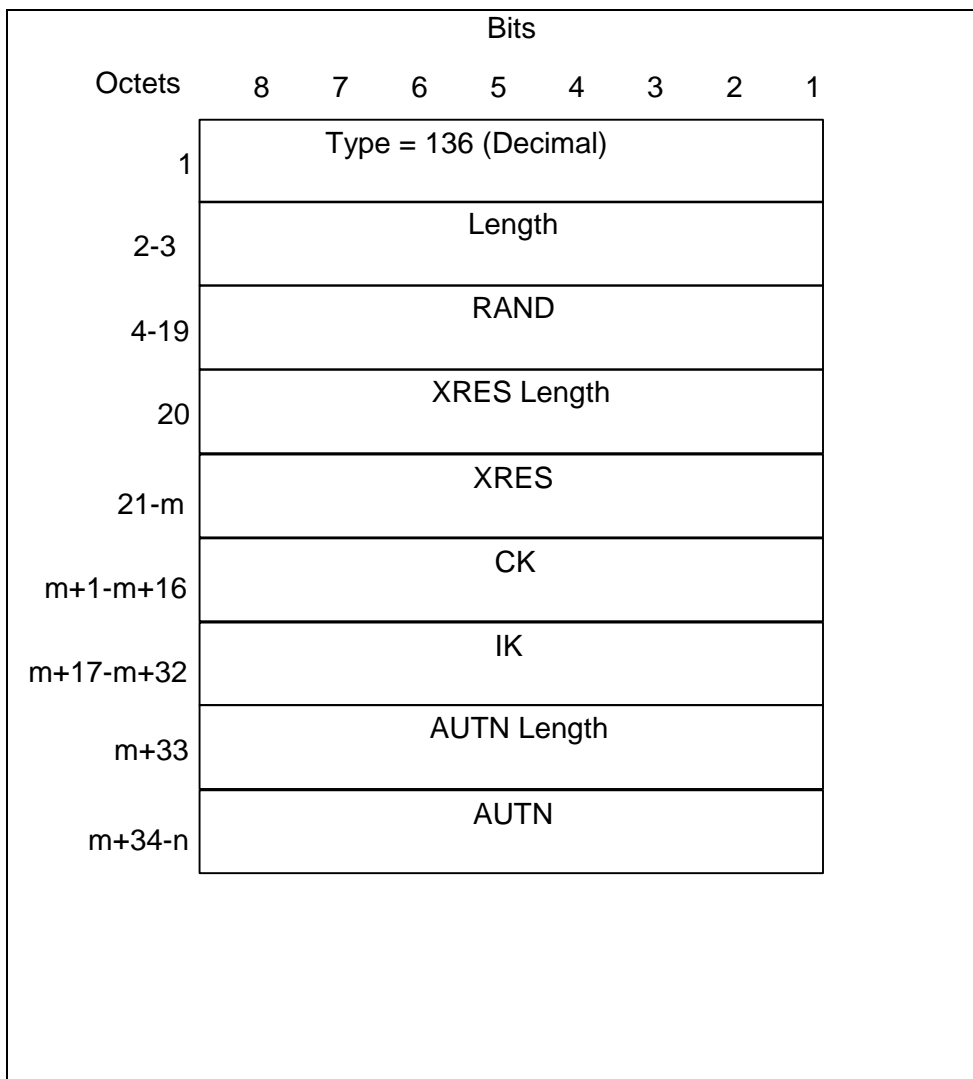 Bits
Octets 8 7 6 5 4 3 2 1
1 Type = 136 (Decimal)
2-3 Length
4-19 RAND
20 XRES Length
21-m XRES
m+1-m+16 CK
m+17-m+32 IK
m+33 AUTN Length
m+34-n AUTN